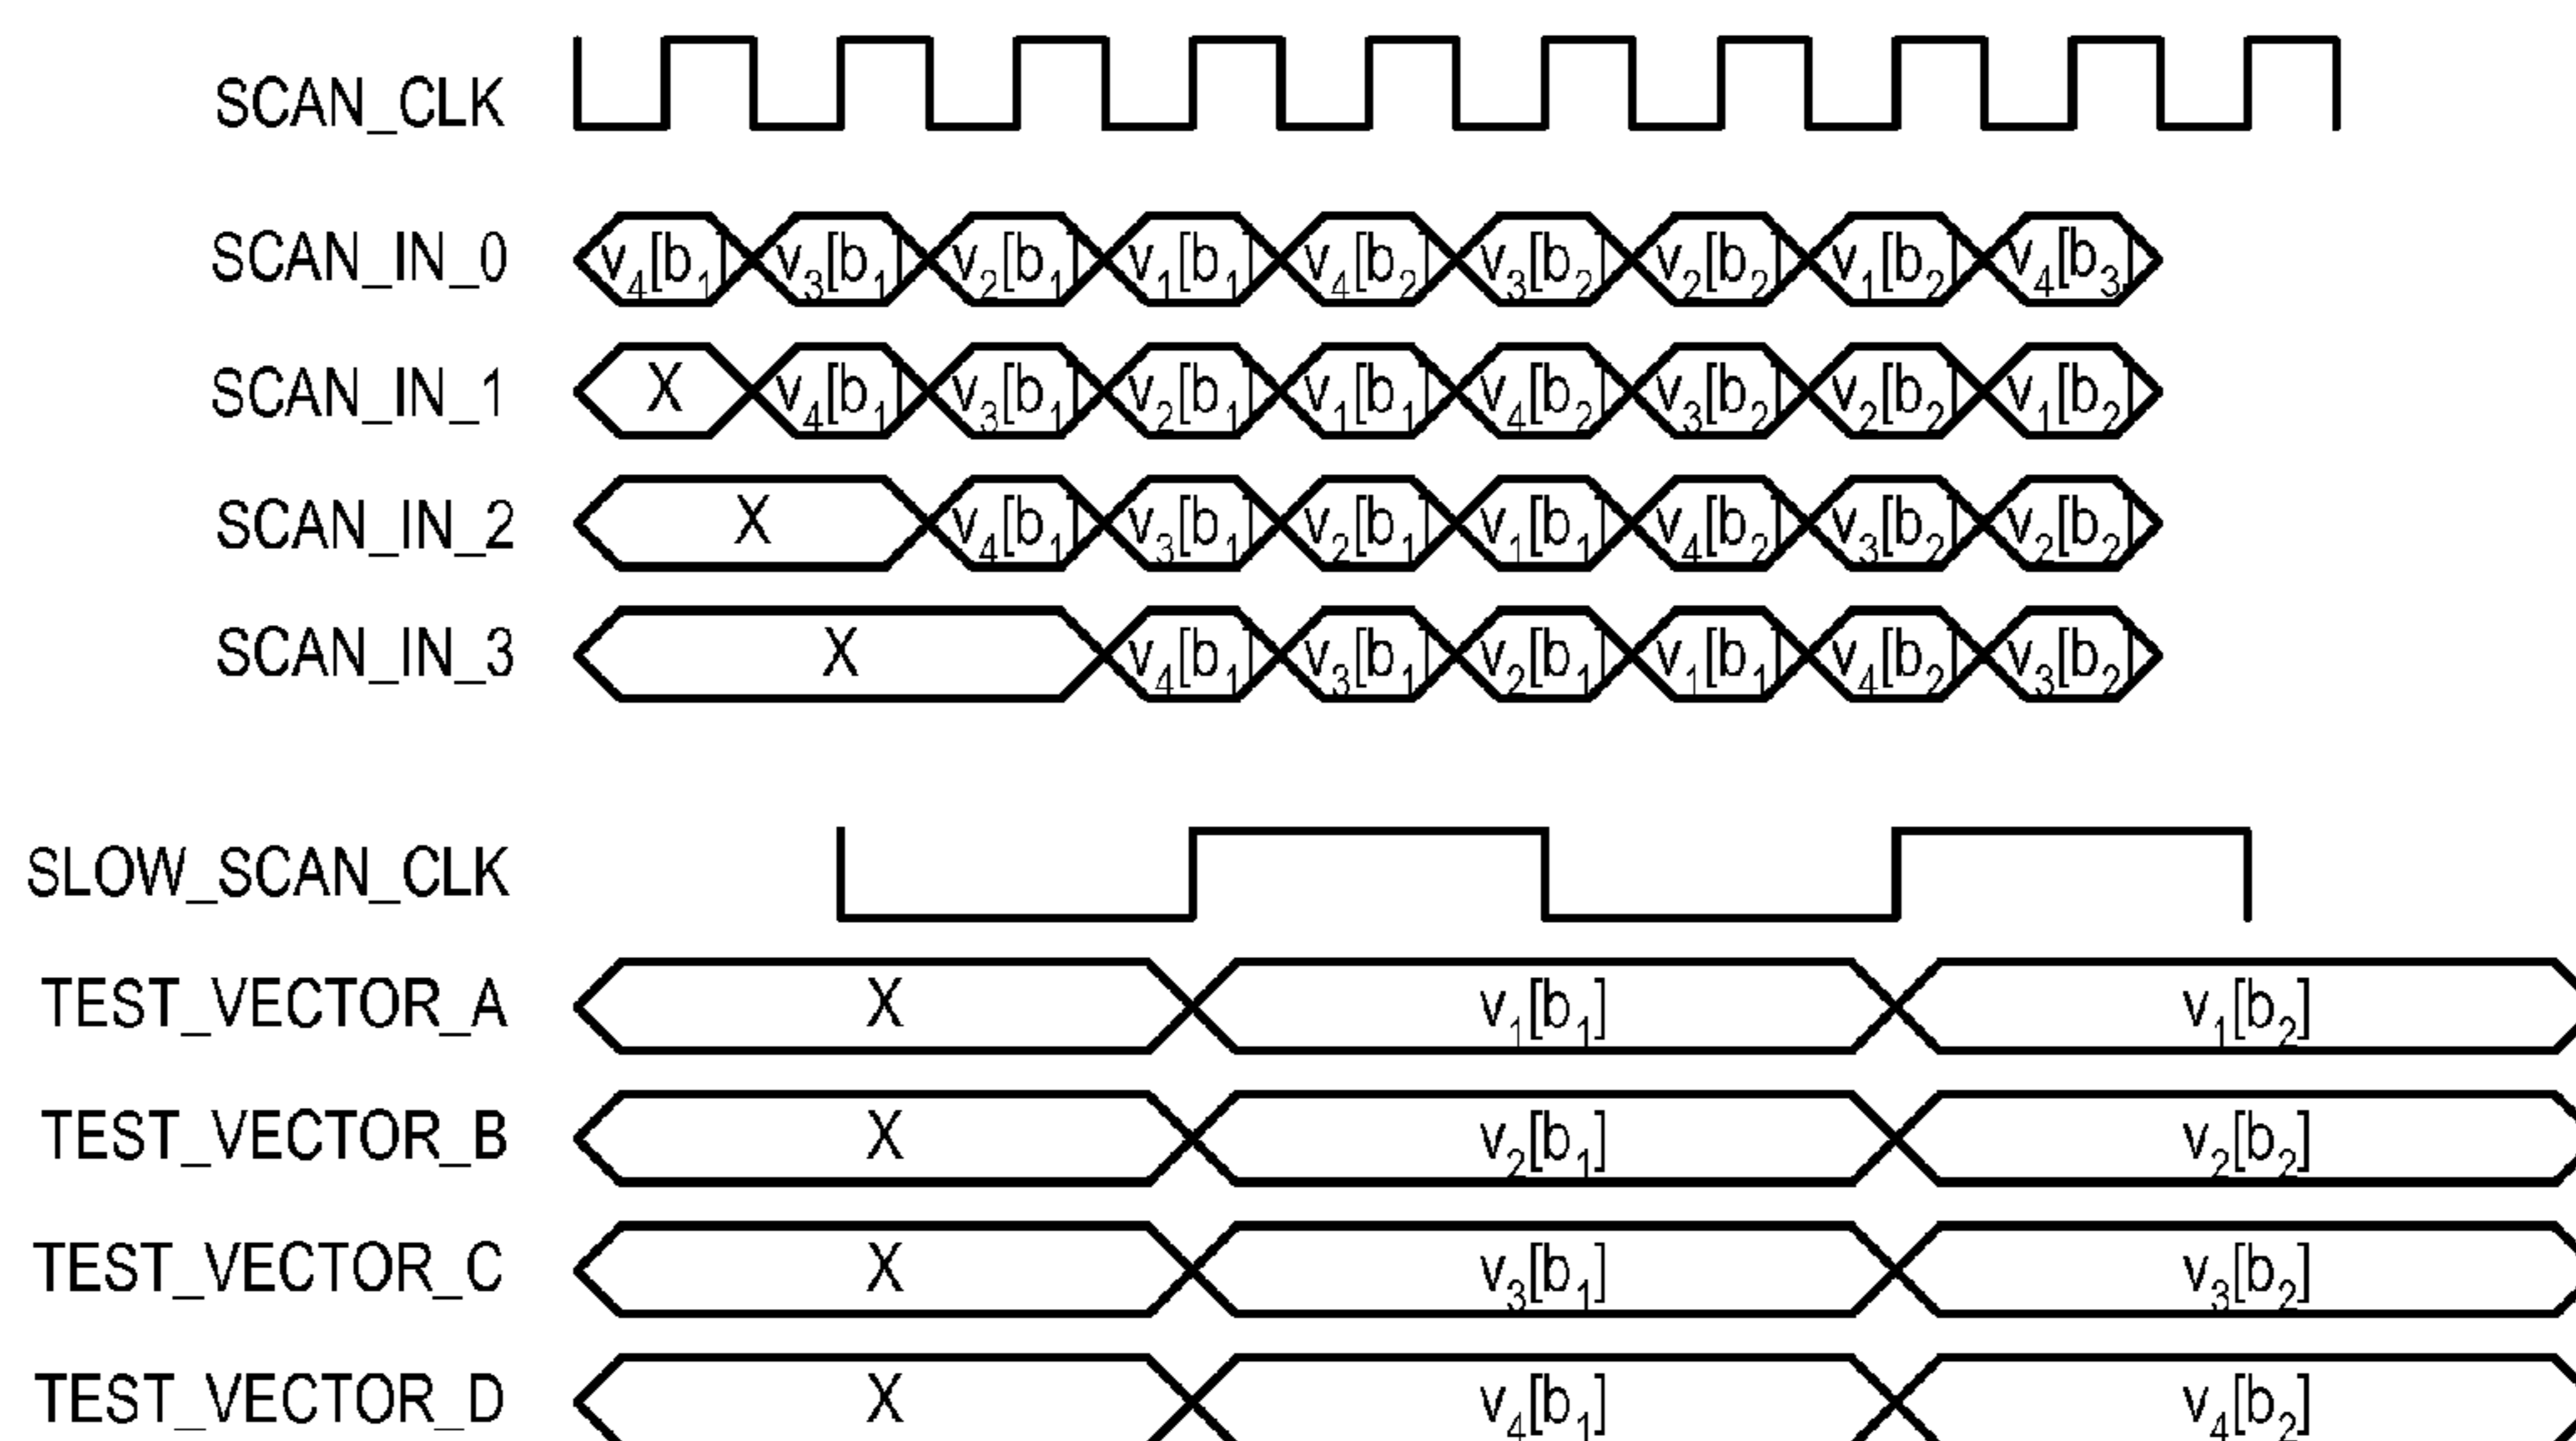 SCAN_CLK
SCAN_IN_0 v₄[b₁] v₃[b₁] v₂[b₁] v₁[b₁] v₄[b₂] v₃[b₂] v₂[b₂] v₁[b₂] v₄[b₃]
SCAN_IN_1 X v₄[b₁] v₃[b₁] v₂[b₁] v₁[b₁] v₄[b₂] v₃[b₂] v₂[b₂] v₁[b₂]
SCAN_IN_2 X v₄[b₁] v₃[b₁] v₂[b₁] v₁[b₁] v₄[b₂] v₃[b₂] v₂[b₂]
SCAN_IN_3 X v₄[b₁] v₃[b₁] v₂[b₁] v₁[b₁] v₄[b₂] v₃[b₂]
SLOW_SCAN_CLK
TEST_VECTOR_A X v₁[b₁] v₁[b₂]
TEST_VECTOR_B X v₂[b₁] v₂[b₂]
TEST_VECTOR_C X v₃[b₁] v₃[b₂]
TEST_VECTOR_D X v₄[b₁] v₄[b₂]